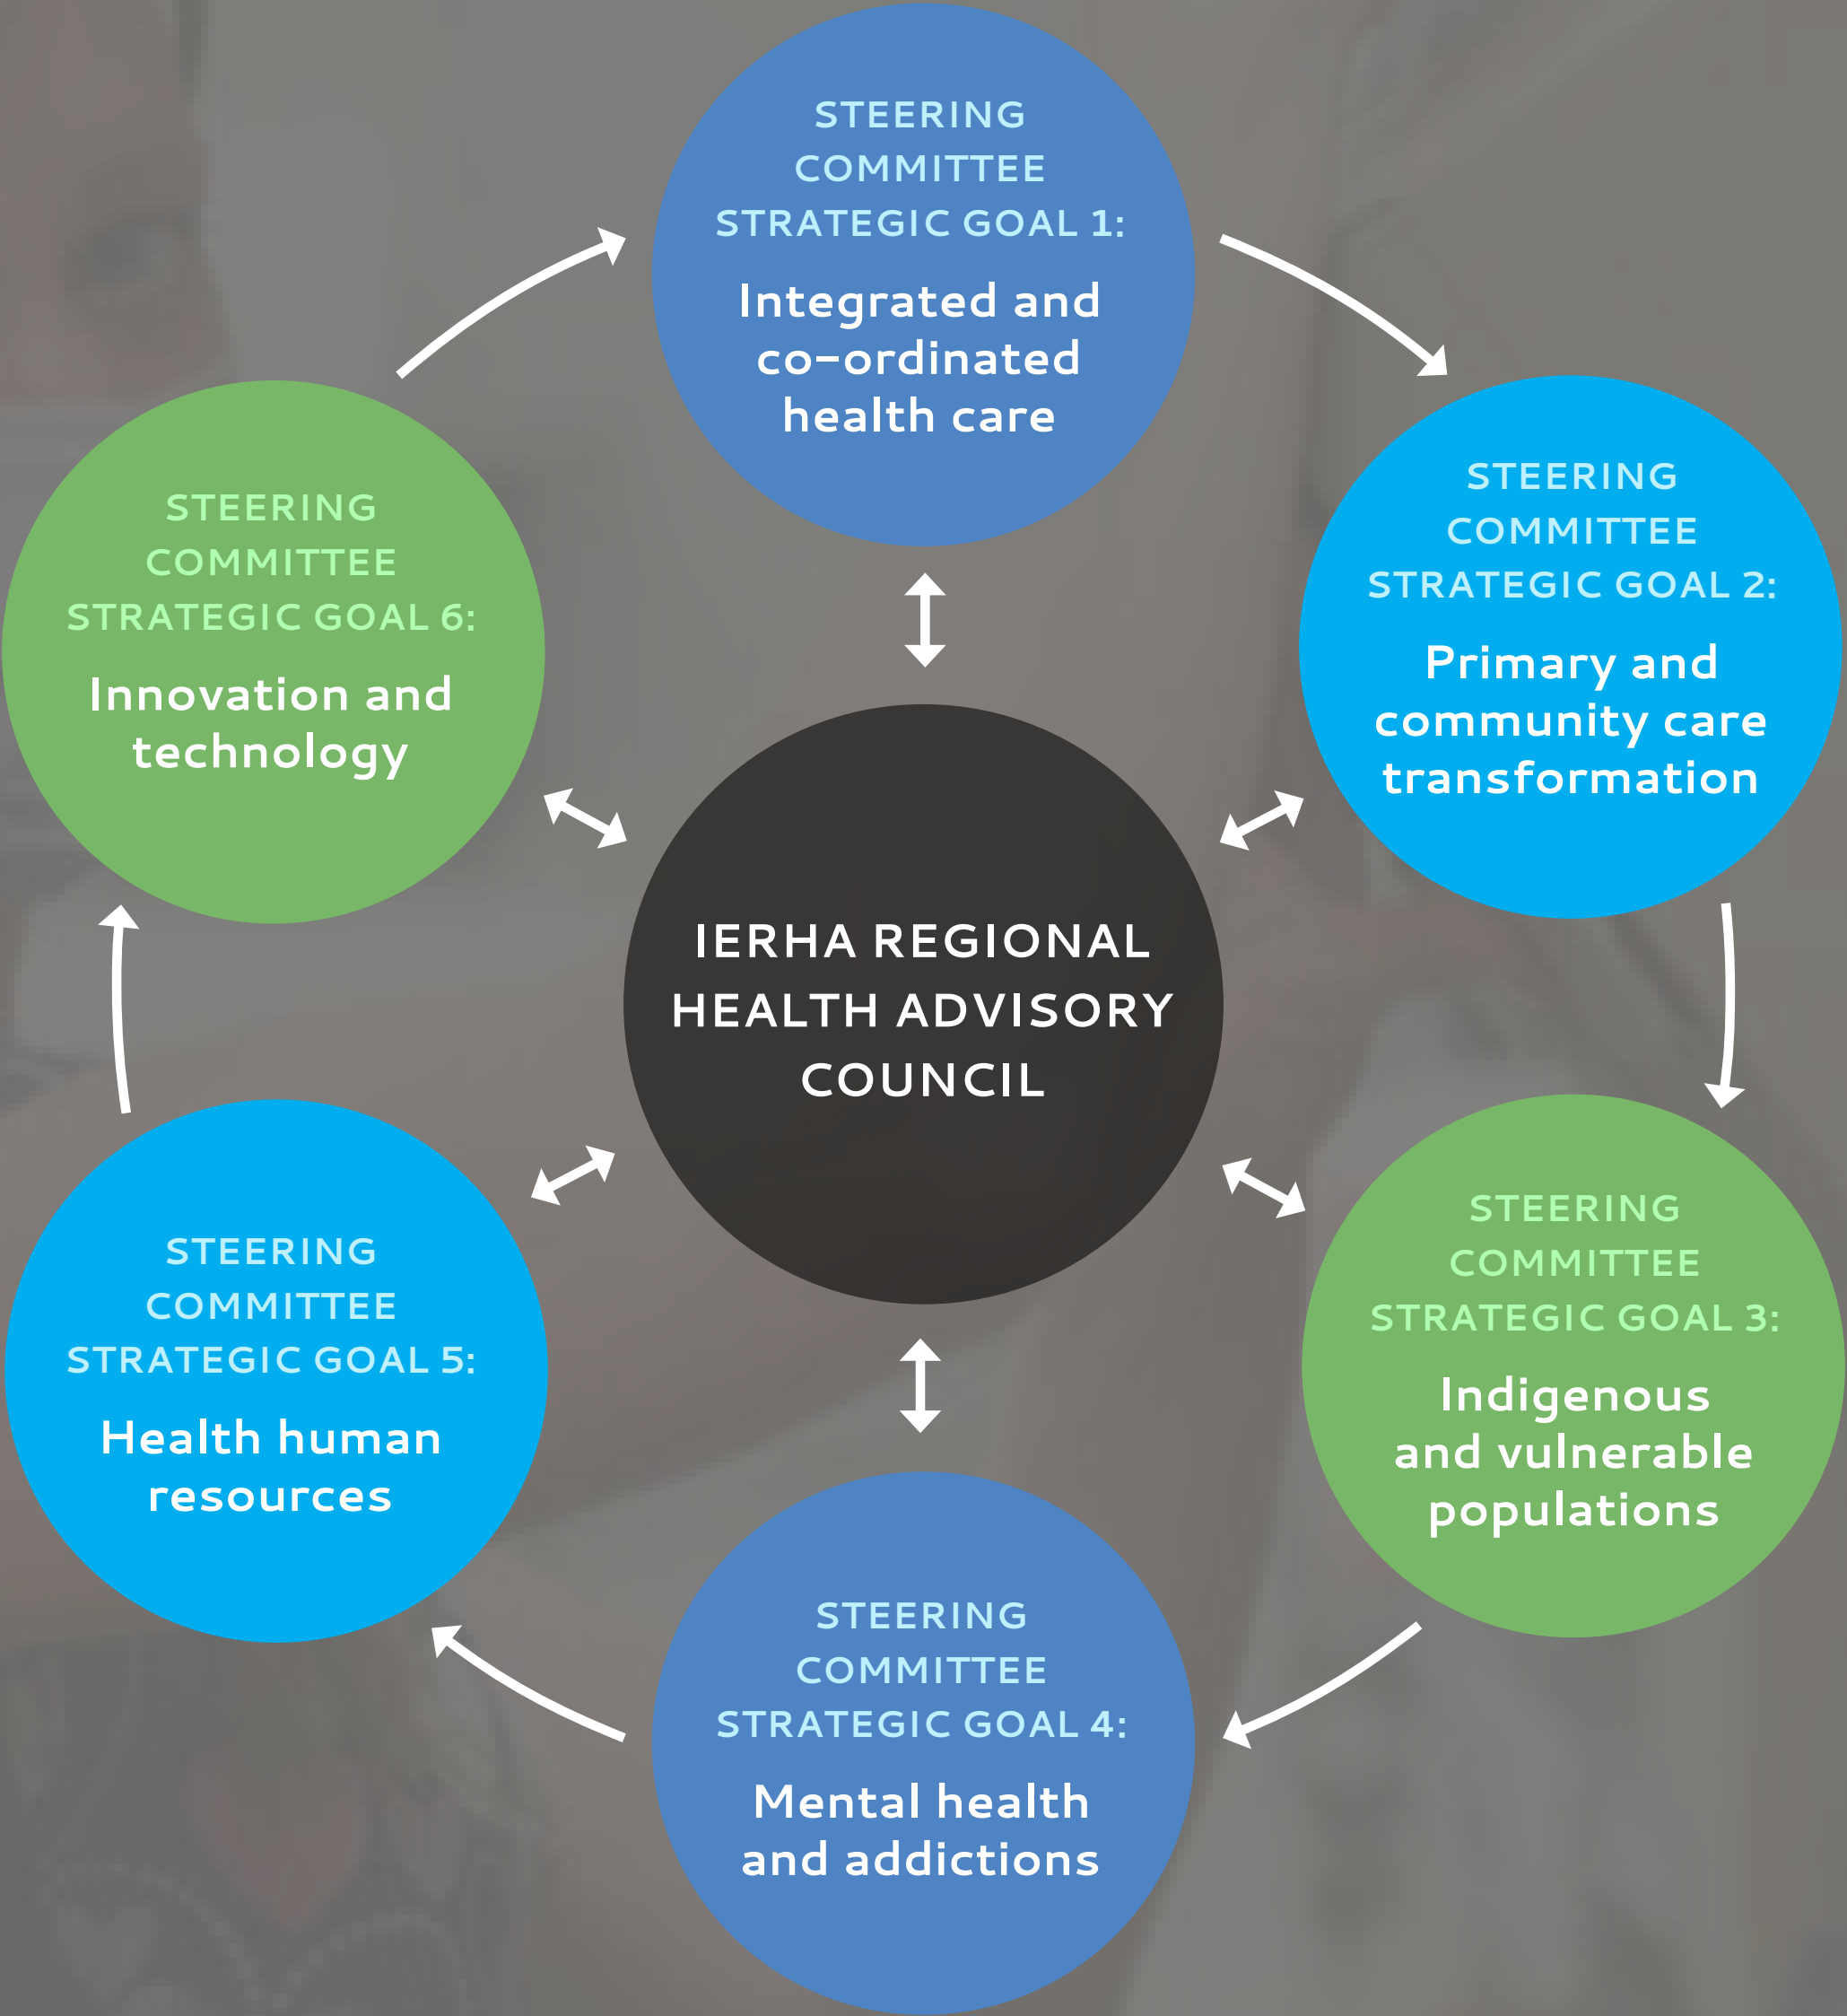 STEERING
COMMITTEE
STRATEGIC GOAL 1:
Integrated and
co-ordinated
health care
STEERING
COMMITTEE
STRATEGIC GOAL 2:
Primary and
community care
transformation
STEERING
COMMITTEE
STRATEGIC GOAL 3:
Indigenous
and vulnerable
populations
STEERING
COMMITTEE
STRATEGIC GOAL 4:
Mental health
and addictions
STEERING
COMMITTEE
STRATEGIC GOAL 5:
Health human
resources
STEERING
COMMITTEE
STRATEGIC GOAL 6:
Innovation and
technology
IERHA REGIONAL
HEALTH ADVISORY
COUNCIL